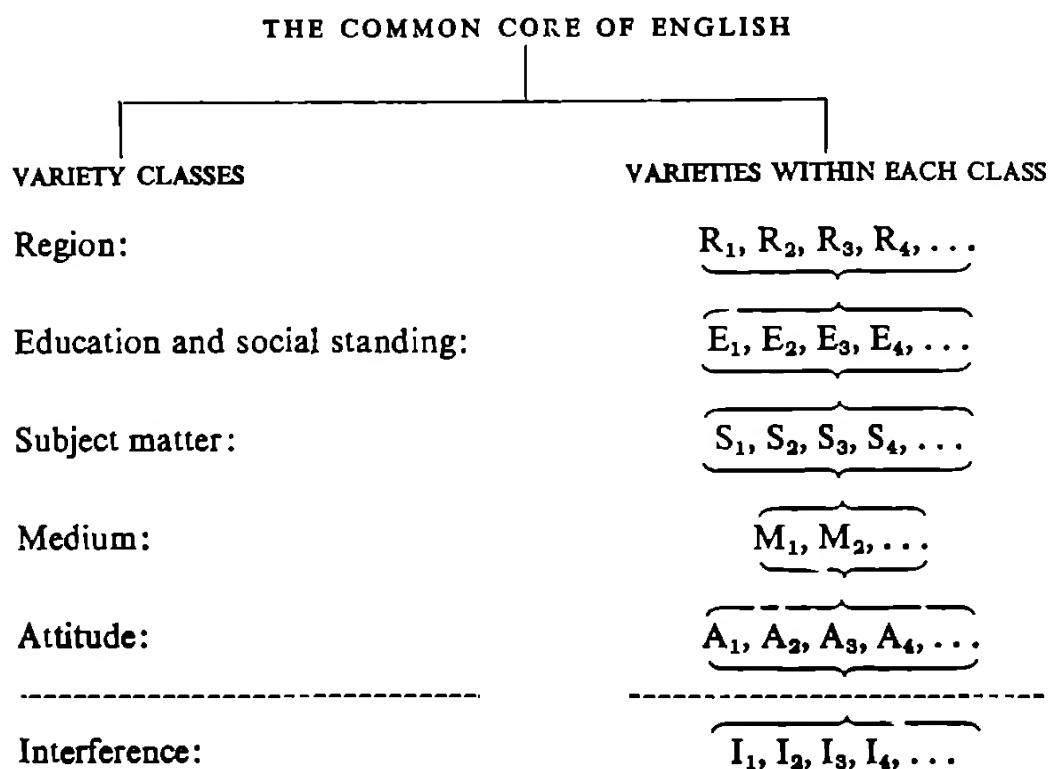 THE COMMON CORE OF ENGLISH
VARIETY CLASSES VARIETIES WITHIN EACH CLASS
Region: R₁, R₂, R₃, R₄, ...
Education and social standing: E₁, E₂, E₃, E₄, ...
Subject matter: S₁, S₂, S₃, S₄, ...
Medium: M₁, M₂, ...
Attitude: A₁, A₂, A₃, A₄, ...
Interference: I₁, I₂, I₃, I₄, ...